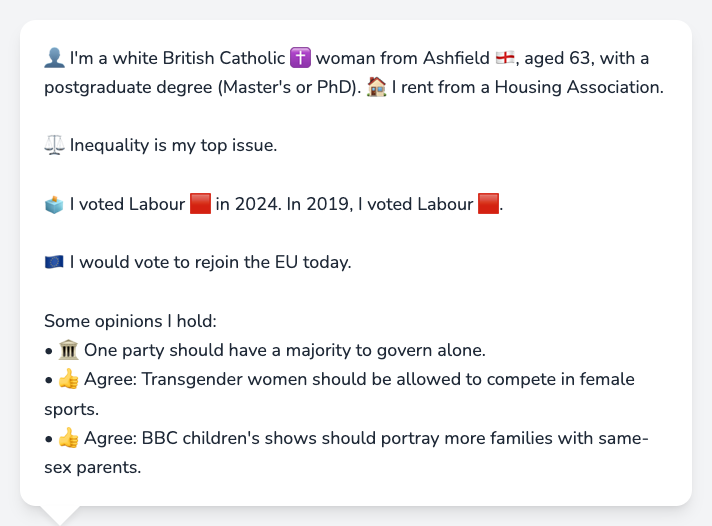 👤 I'm a white British Catholic ✝️ woman from Ashfield 🏴󠁧󠁢󠁥󠁮󠁧󠁿, aged 63, with a
postgraduate degree (Master's or PhD). 🏠 I rent from a Housing Association.
⚖️ Inequality is my top issue.
🗳️ I voted Labour 🟥 in 2024. In 2019, I voted Labour 🟥.
🇪🇺 I would vote to rejoin the EU today.
Some opinions I hold:
• 🏛️ One party should have a majority to govern alone.
• 👍 Agree: Transgender women should be allowed to compete in female
sports.
• 👍 Agree: BBC children's shows should portray more families with same-
sex parents.